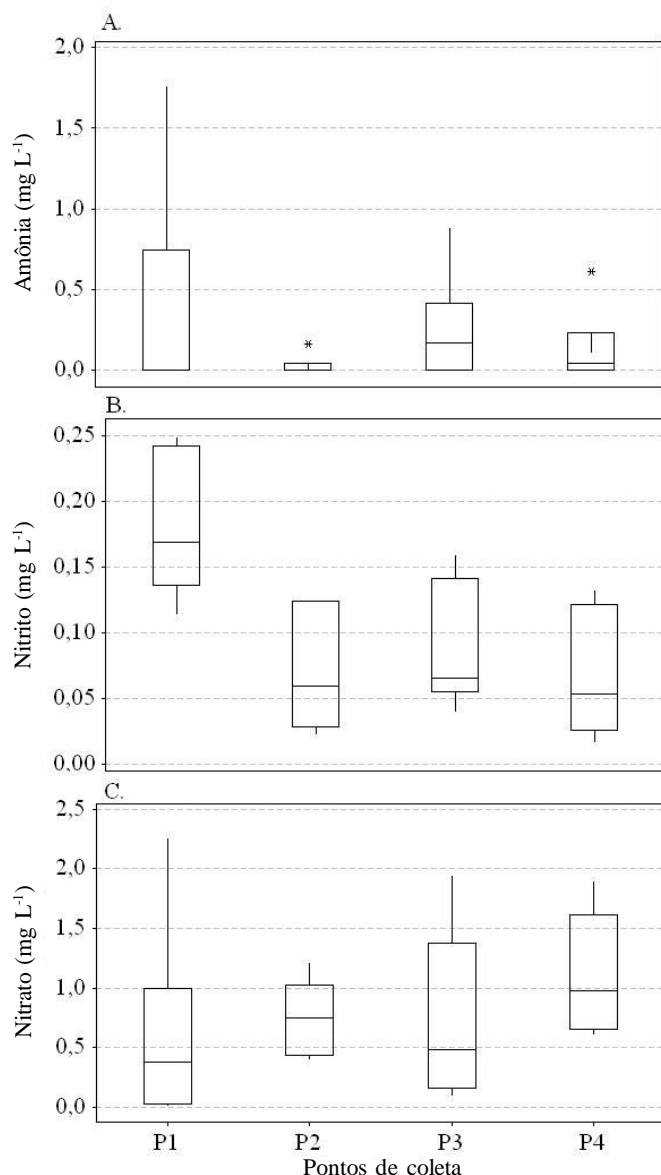 A.
Amônia (mg L⁻¹)
2,0
1,5
1,0
0,5
0,0
B.
Nitrito (mg L⁻¹)
0,25
0,20
0,15
0,10
0,05
0,00
C.
Nitrato (mg L⁻¹)
2,5
2,0
1,5
1,0
0,5
0,0
P1 P2 P3 P4
Pontos de coleta